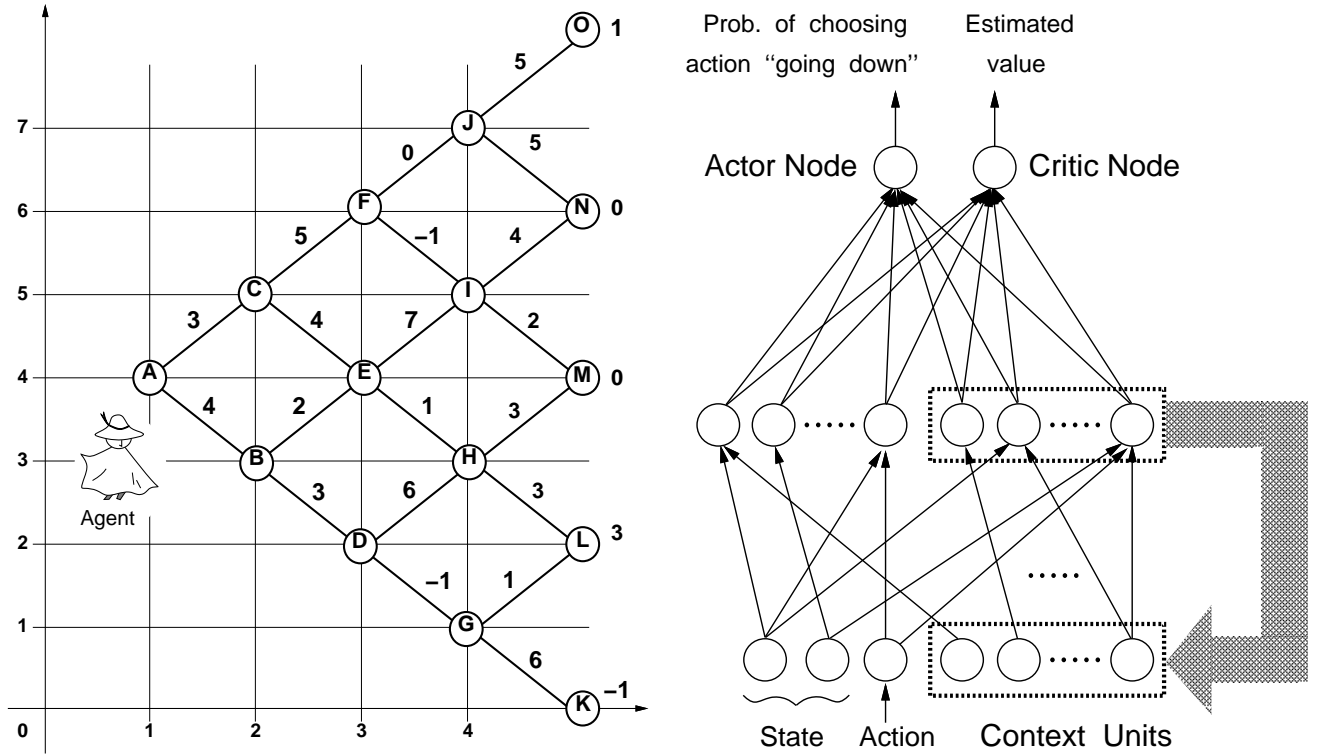 O 1
5
7
J
0
5
6
F
N 0
5
–1
4
5
C
I
3
4
7
2
4
A
E
M 0
4
2
1
3
3
B
H
3
6
3
Agent
2
D
L 3
–1
1
1
G
6
K –1
0 1 2 3 4
Prob. of choosing
action “going down”
Estimated
value
Actor Node
Critic Node
.....
.....
.....
.....
State
Action
Context Units